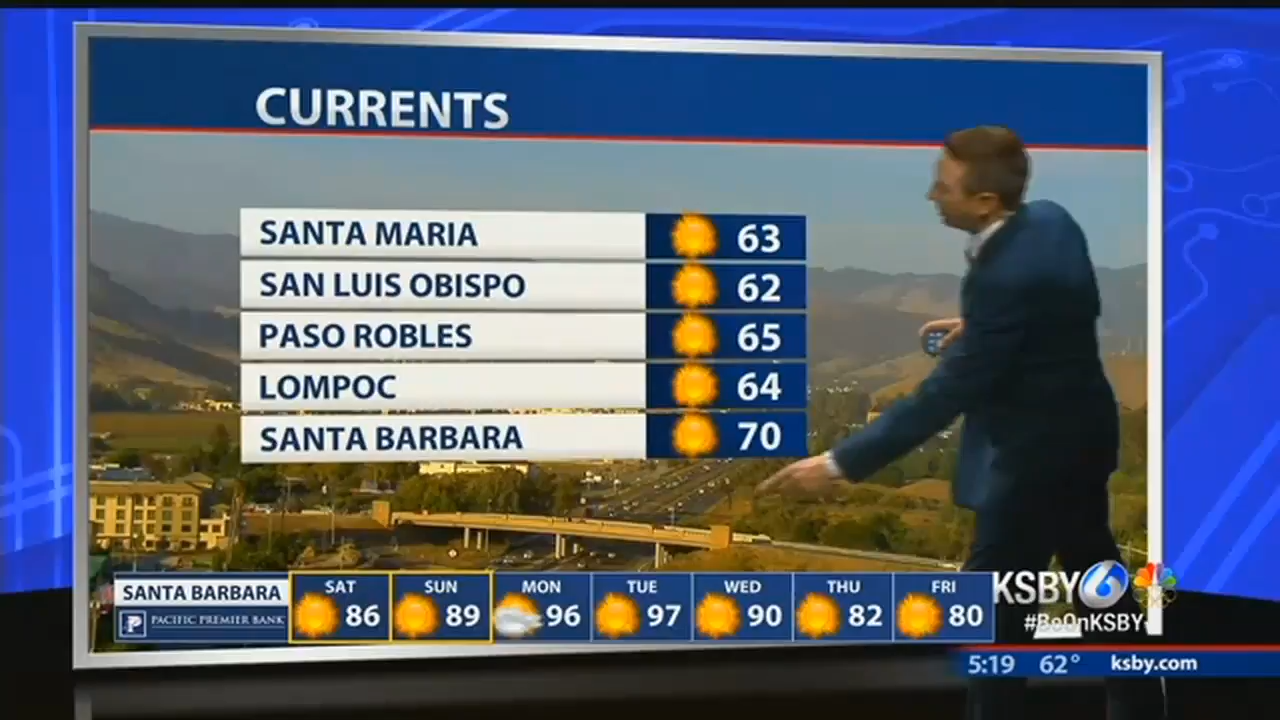 CURRENTS
SANTA MARIA 63
SAN LUIS OBISPO 62
PASO ROBLES 65
LOMPOC 64
SANTA BARBARA 70
SANTA BARBARA
PACIFIC PREMIER BANK
SAT 86
SUN 89
MON 96
TUE 97
WED 90
THU 82
FRI 80
KSBY 6
#BeOnKSBY
5:19 62° ksby.com